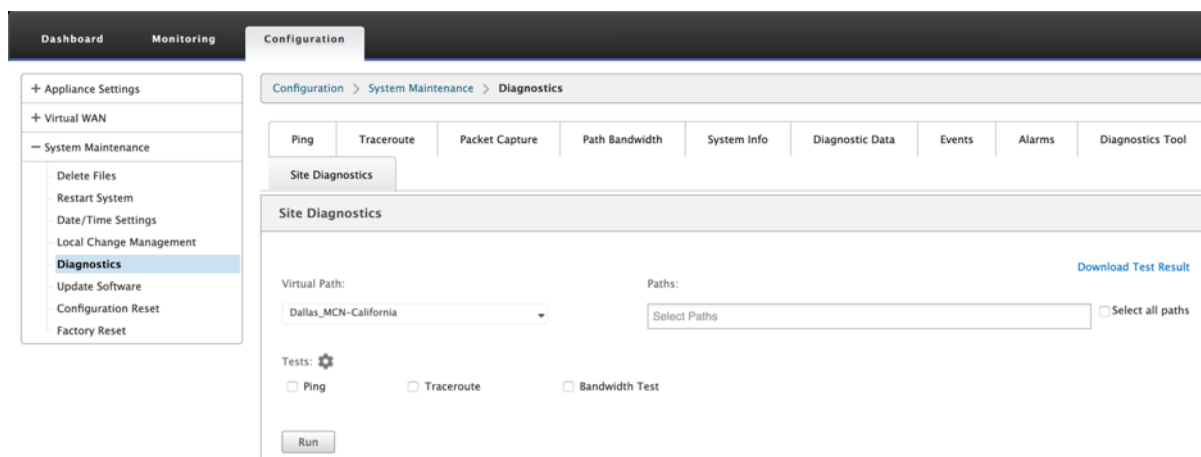 Dashboard Monitoring Configuration
+ Appliance Settings
+ Virtual WAN
− System Maintenance
Delete Files
Restart System
Date/Time Settings
Local Change Management
Diagnostics
Update Software
Configuration Reset
Factory Reset
Configuration > System Maintenance > Diagnostics
Ping Traceroute Packet Capture Path Bandwidth System Info Diagnostic Data Events Alarms Diagnostics Tool
Site Diagnostics
Site Diagnostics
Download Test Result
Virtual Path: Paths:
Dallas_MCN-California Select Paths Select all paths
Tests:
Ping Traceroute Bandwidth Test
Run